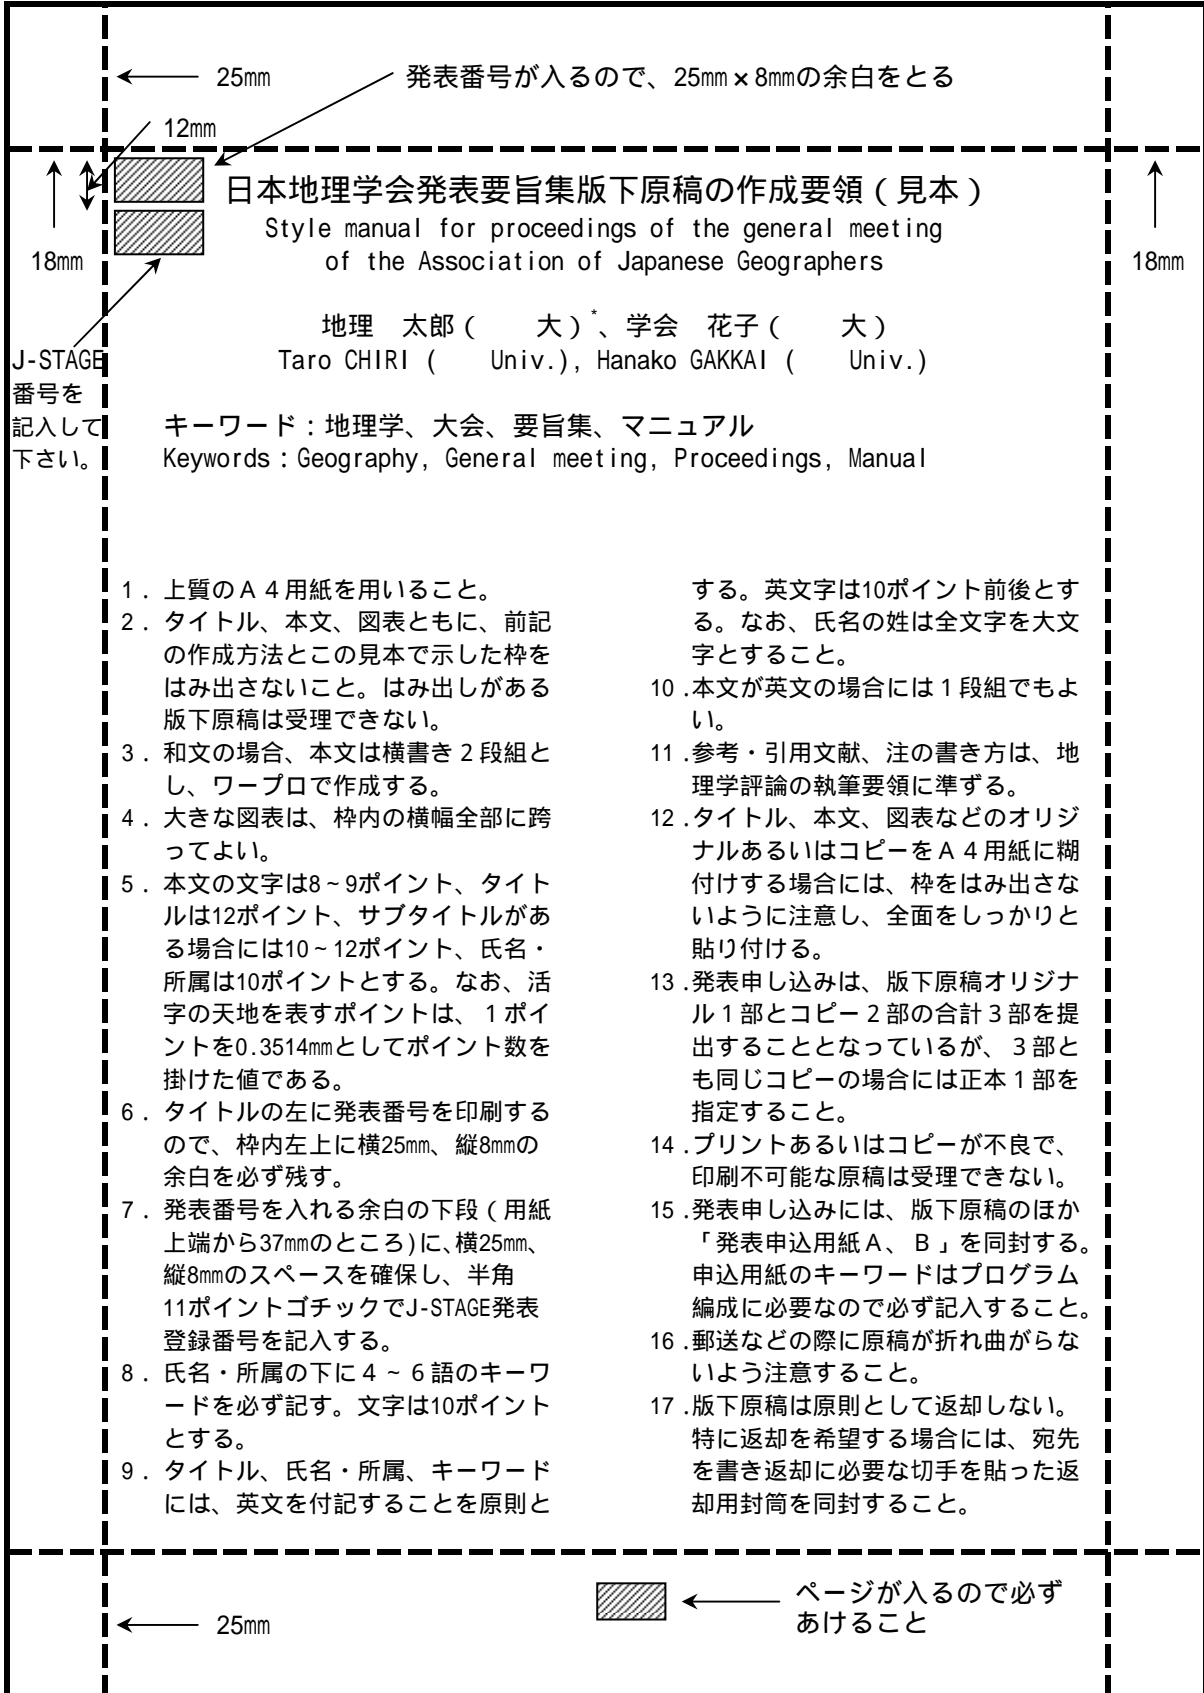 25mm
発表番号が入るので、25mm×8mmの余白をとる
12mm
日本地理学会発表要旨集版下原稿の作成要領(見本)
Style manual for proceedings of the general meeting
of the Association of Japanese Geographers
18mm
18mm
地理　太郎(　　大)*、学会　花子(　　大)
Taro CHIRI (　　Univ.), Hanako GAKKAI (　　Univ.)
J-STAGE
番号を
記入して
下さい。
キーワード:地理学、大会、要旨集、マニュアル
Keywords:Geography, General meeting, Proceedings, Manual
1. 上質のA4用紙を用いること。
2. タイトル、本文、図表ともに、前記
の作成方法とこの見本で示した枠を
はみ出さないこと。はみ出しがある
版下原稿は受理できない。
3. 和文の場合、本文は横書き2段組と
し、ワープロで作成する。
4. 大きな図表は、枠内の横幅全部に跨
ってよい。
5. 本文の文字は8~9ポイント、タイト
ルは12ポイント、サブタイトルがあ
る場合には10~12ポイント、氏名・
所属は10ポイントとする。なお、活
字の天地を表すポイントは、1ポイ
ントを0.3514mmとしてポイント数を
掛けた値である。
6. タイトルの左に発表番号を印刷する
ので、枠内左上に横25mm、縦8mmの
余白を必ず残す。
7. 発表番号を入れる余白の下段(用紙
上端から37mmのところ)に、横25mm、
縦8mmのスペースを確保し、半角
11ポイントゴチックでJ-STAGE発表
登録番号を記入する。
8. 氏名・所属の下に4~6語のキーワ
ードを必ず記す。文字は10ポイント
とする。
9. タイトル、氏名・所属、キーワード
には、英文を付記することを原則と
する。英文字は10ポイント前後とす
る。なお、氏名の姓は全文字を大文
字とすること。
10.本文が英文の場合には1段組でもよ
い。
11.参考・引用文献、注の書き方は、地
理学評論の執筆要領に準ずる。
12.タイトル、本文、図表などのオリジ
ナルあるいはコピーをA4用紙に糊
付けする場合には、枠をはみ出さな
いように注意し、全面をしっかりと
貼り付ける。
13.発表申し込みは、版下原稿オリジナ
ル1部とコピー2部の合計3部を提
出することとなっているが、3部と
も同じコピーの場合には正本1部を
指定すること。
14.プリントあるいはコピーが不良で、
印刷不可能な原稿は受理できない。
15.発表申し込みには、版下原稿のほか
「発表申込用紙A、B」を同封する。
申込用紙のキーワードはプログラム
編成に必要なので必ず記入すること。
16.郵送などの際に原稿が折れ曲がらな
いよう注意すること。
17.版下原稿は原則として返却しない。
特に返却を希望する場合には、宛先
を書き返却に必要な切手を貼った返
却用封筒を同封すること。
ページが入るので必ず
あけること
25mm